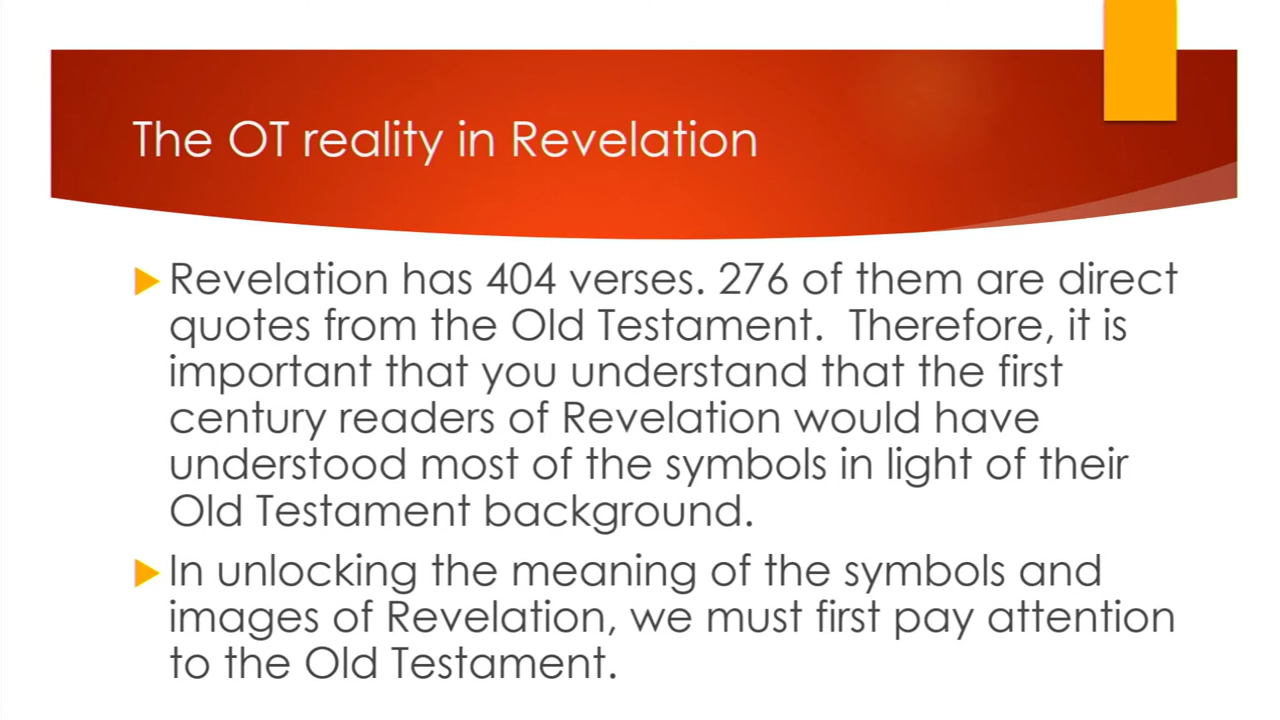 The OT reality in Revelation
Revelation has 404 verses. 276 of them are direct
quotes from the Old Testament.  Therefore, it is
important that you understand that the first
century readers of Revelation would have
understood most of the symbols in light of their
Old Testament background.
In unlocking the meaning of the symbols and
images of Revelation, we must first pay attention
to the Old Testament.